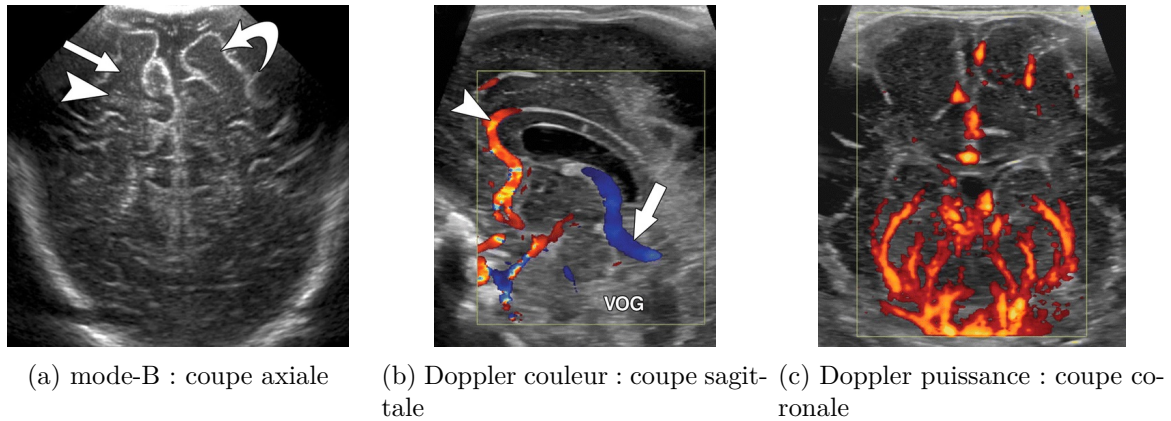 VOG
(a) mode-B : coupe axiale
(b) Doppler couleur : coupe sagit-
tale
(c) Doppler puissance : coupe co-
ronale